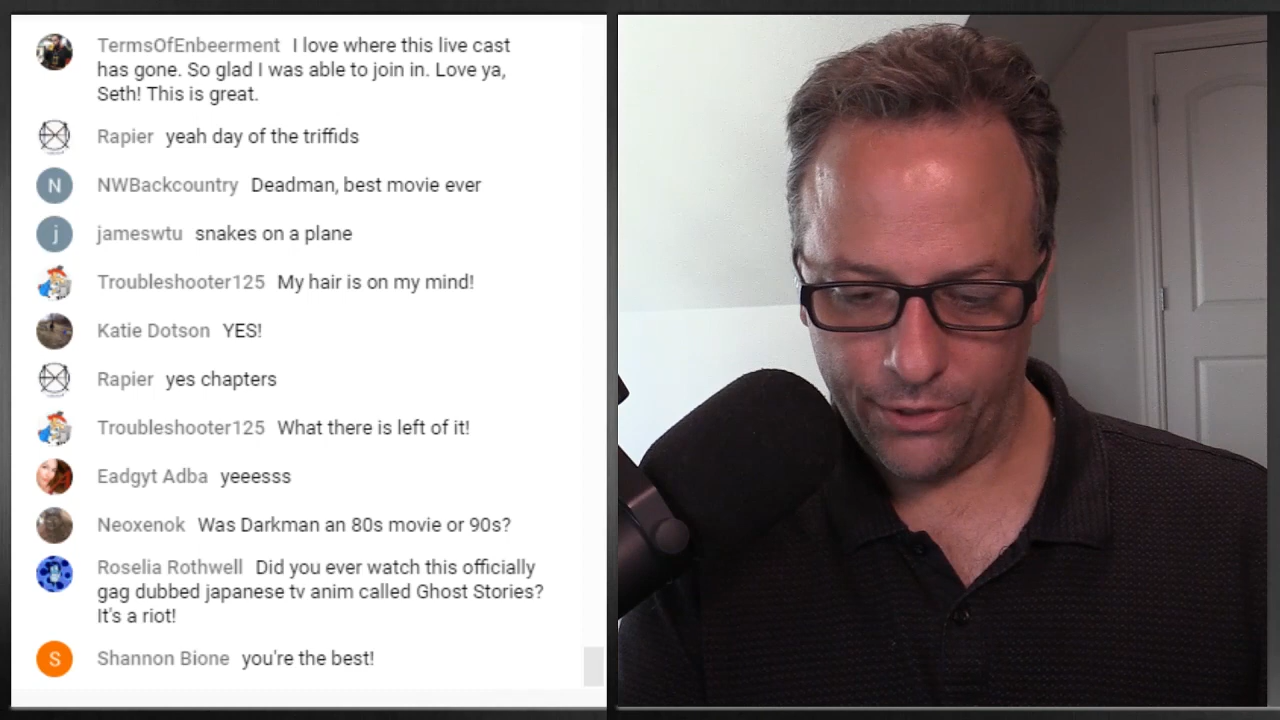 TermsOfEnbeerment I love where this live cast
has gone. So glad I was able to join in. Love ya,
Seth! This is great.
Rapier yeah day of the triffids
N NWBackcountry Deadman, best movie ever
j jameswtu snakes on a plane
Troubleshooter125 My hair is on my mind!
Katie Dotson YES!
Rapier yes chapters
Troubleshooter125 What there is left of it!
Eadgyt Adba yeeesss
Neoxenok Was Darkman an 80s movie or 90s?
Roselia Rothwell Did you ever watch this officially
gag dubbed japanese tv anim called Ghost Stories?
It's a riot!
S Shannon Bione you're the best!